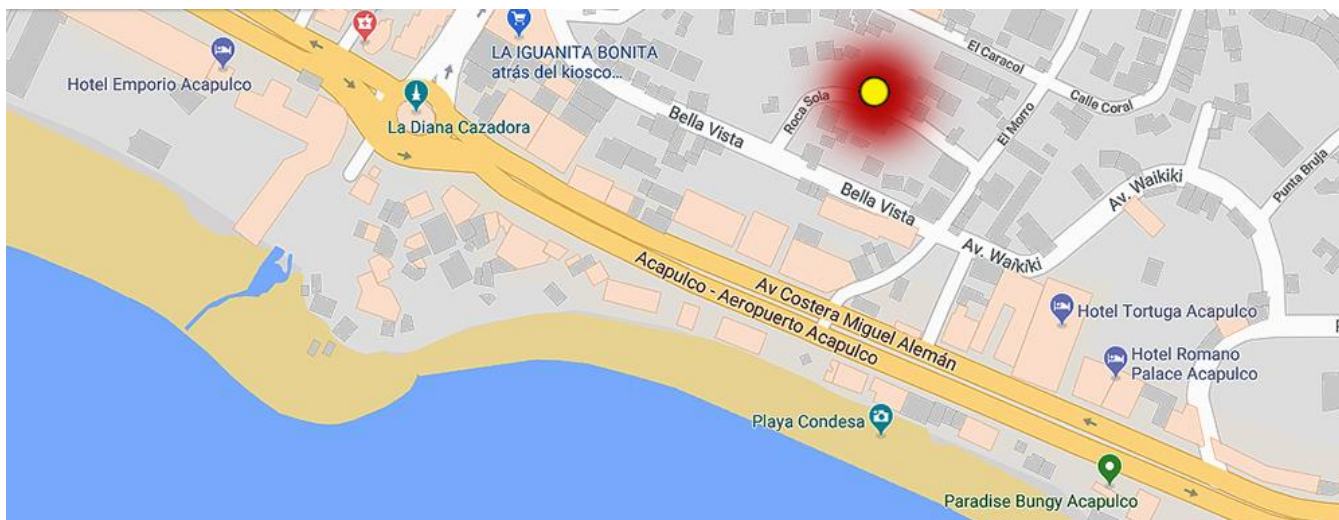 Hotel Emporio Acapulco
La Diana Cazadora
LA IGUANITA BONITA
atrás del kiosco...
Bella Vista
Roca Sola
El Caracol
Calle Coral
El Morro
Bella Vista
Av. Waikiki
Av. Waikiki
Punta Bruja
Acapulco - Aeropuerto Acapulco
Av Costera Miguel Alemán
Hotel Tortuga Acapulco
Hotel Romano
Palace Acapulco
Playa Condesa
Paradise Bungy Acapulco